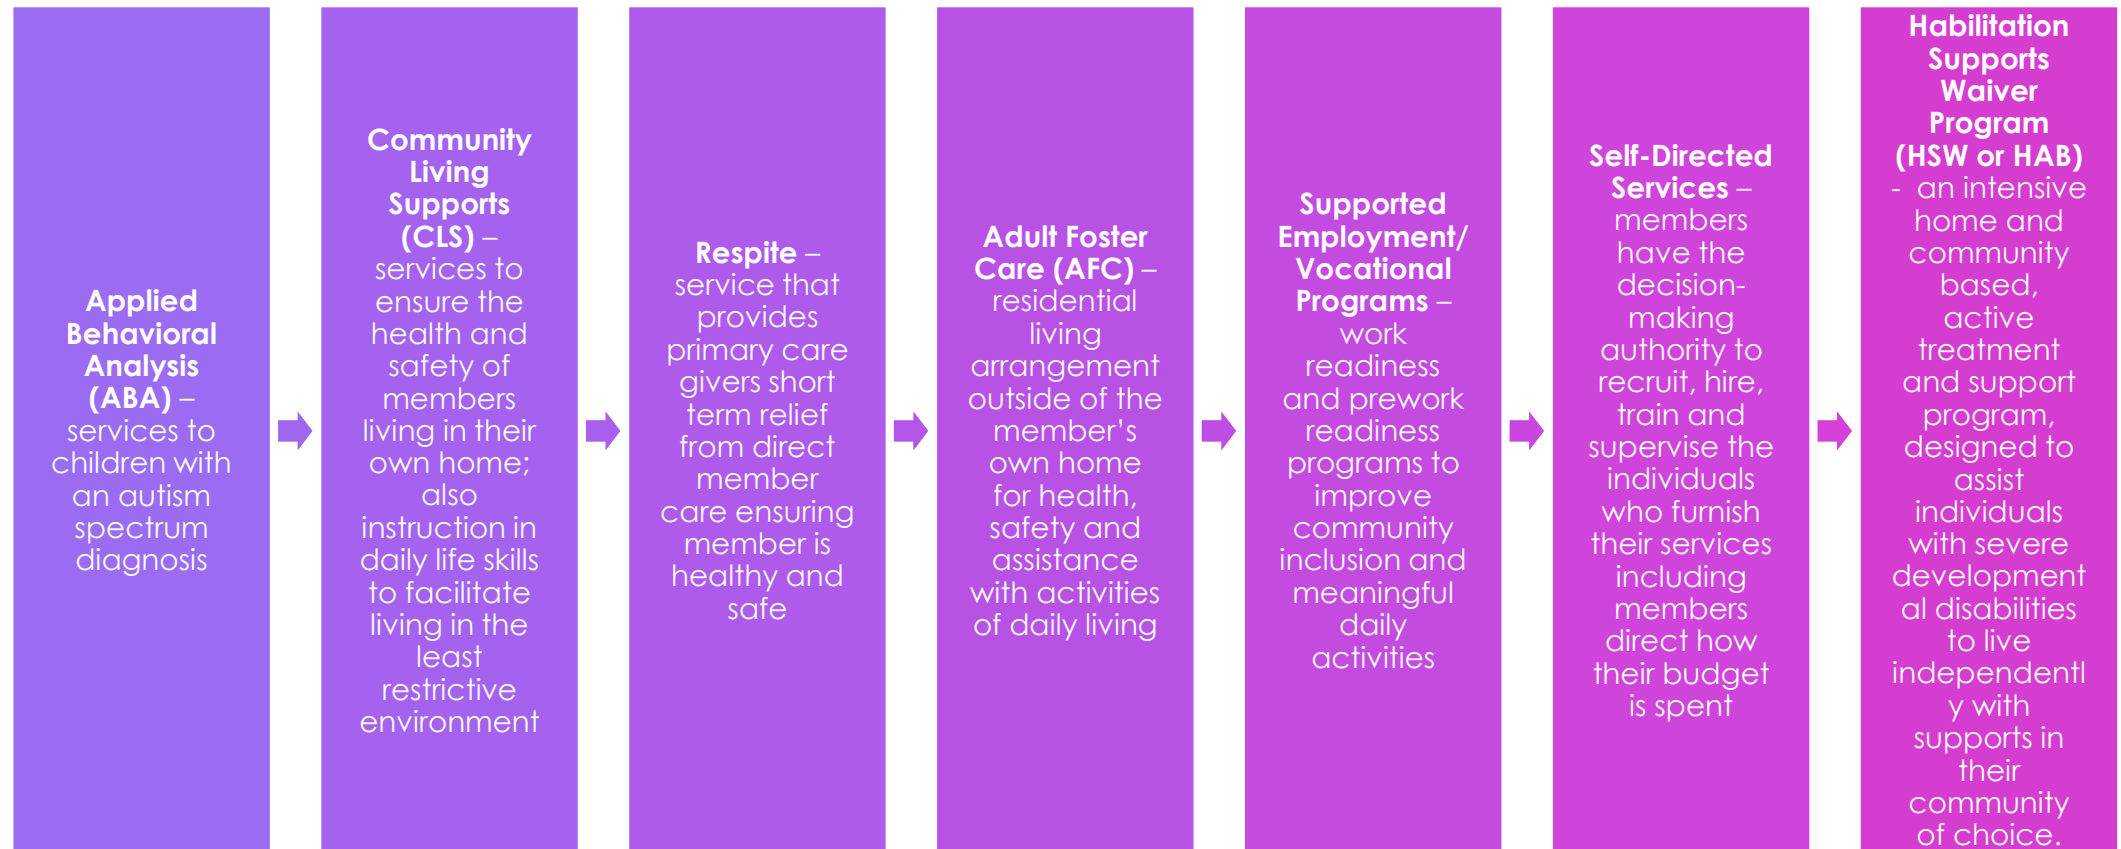 Applied
Behavioral
Analysis
(ABA) –
services to
children with
an autism
spectrum
diagnosis
Community
Living
Supports
(CLS) –
services to
ensure the
health and
safety of
members
living in their
own home;
also
instruction in
daily life skills
to facilitate
living in the
least
restrictive
environment
Respite –
service that
provides
primary care
givers short
term relief
from direct
member
care ensuring
member is
healthy and
safe
Adult Foster
Care (AFC) –
residential
living
arrangement
outside of the
member’s
own home
for health,
safety and
assistance
with activities
of daily living
Supported
Employment/
Vocational
Programs –
work
readiness
and prework
readiness
programs to
improve
community
inclusion and
meaningful
daily
activities
Self-Directed
Services –
members
have the
decision-
making
authority to
recruit, hire,
train and
supervise the
individuals
who furnish
their services
including
members
direct how
their budget
is spent
Habilitation
Supports
Waiver
Program
(HSW or HAB)
- an intensive
home and
community
based,
active
treatment
and support
program,
designed to
assist
individuals
with severe
development
al disabilities
to live
independentl
y with
supports in
their
community
of choice.